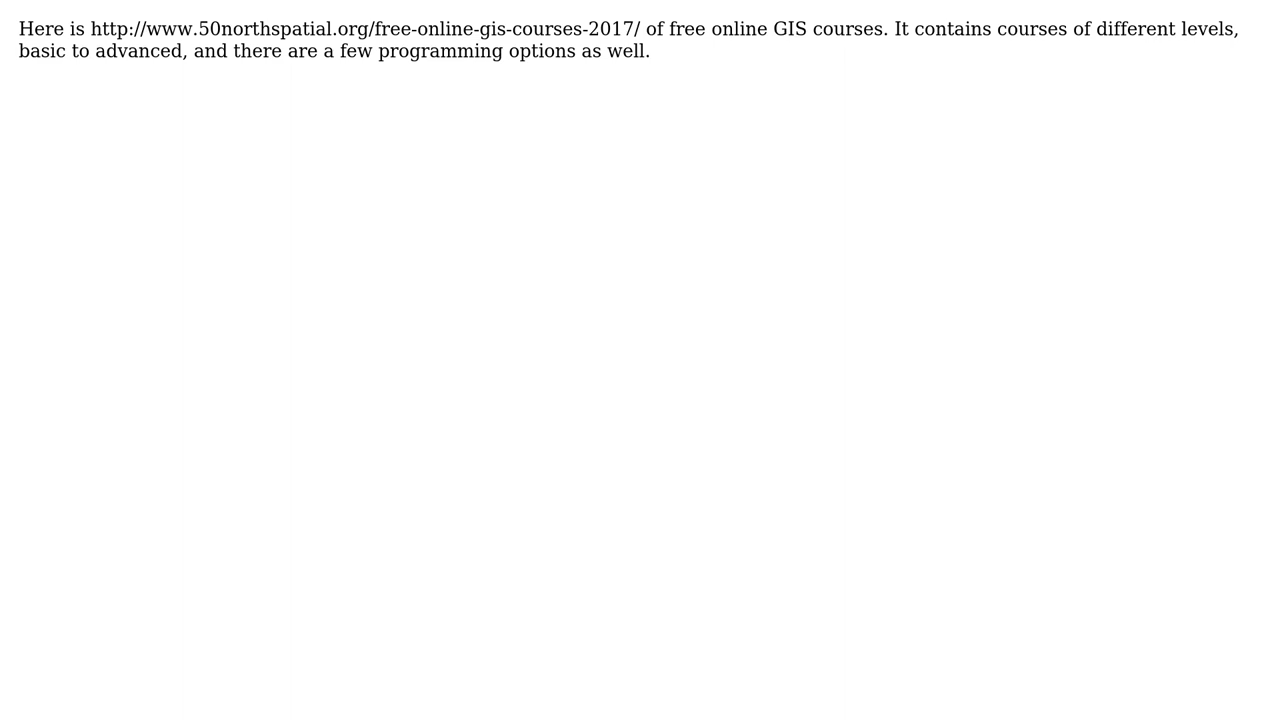 Here is http://www.50northspatial.org/free-online-gis-courses-2017/ of free online GIS courses. It contains courses of different levels,
basic to advanced, and there are a few programming options as well.